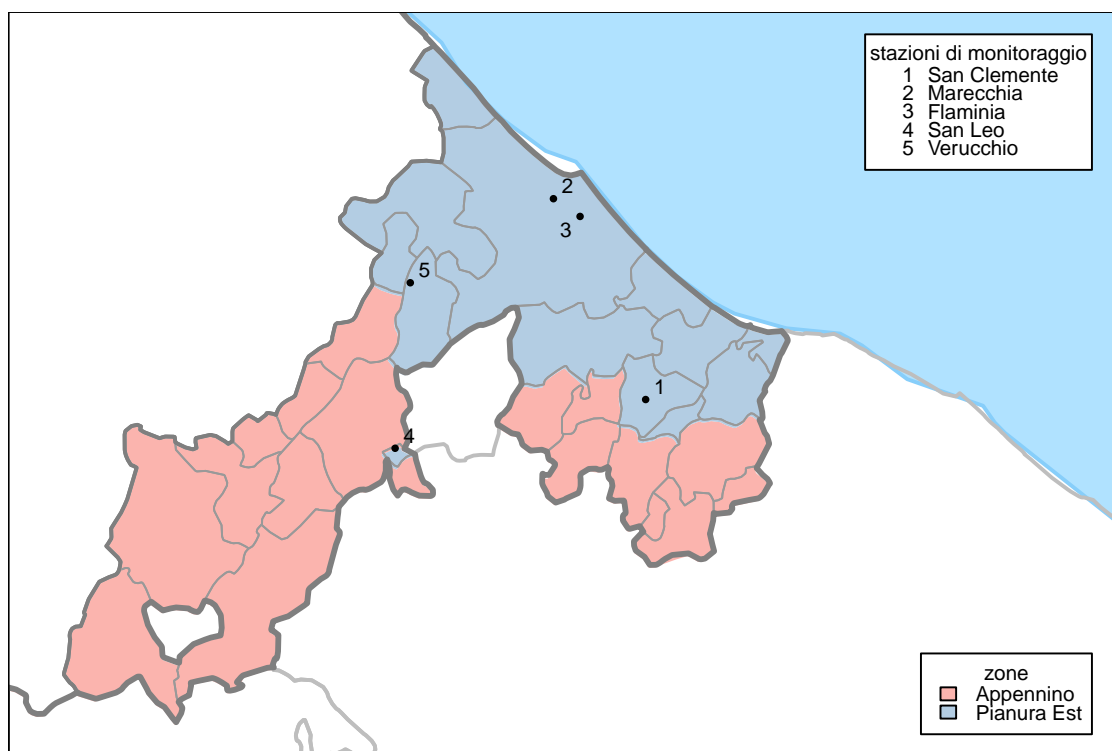 stazioni di monitoraggio
1 San Clemente
2 Marecchia
3 Flaminia
4 San Leo
5 Verucchio
2
3
5
1
4
zone
Appennino
Pianura Est